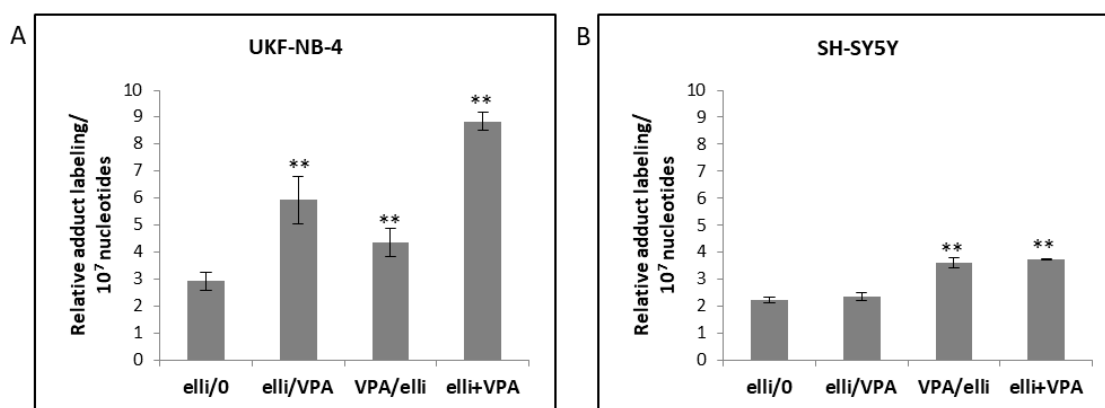 A
UKF-NB-4
Relative adduct labeling/
10⁷ nucleotides
10
9
8
7
6
5
4
3
2
1
0
**
**
**
elli/0 elli/VPA VPA/elli elli+VPA
B
SH-SY5Y
Relative adduct labeling/
10⁷ nucleotides
10
9
8
7
6
5
4
3
2
1
0
** **
elli/0 elli/VPA VPA/elli elli+VPA